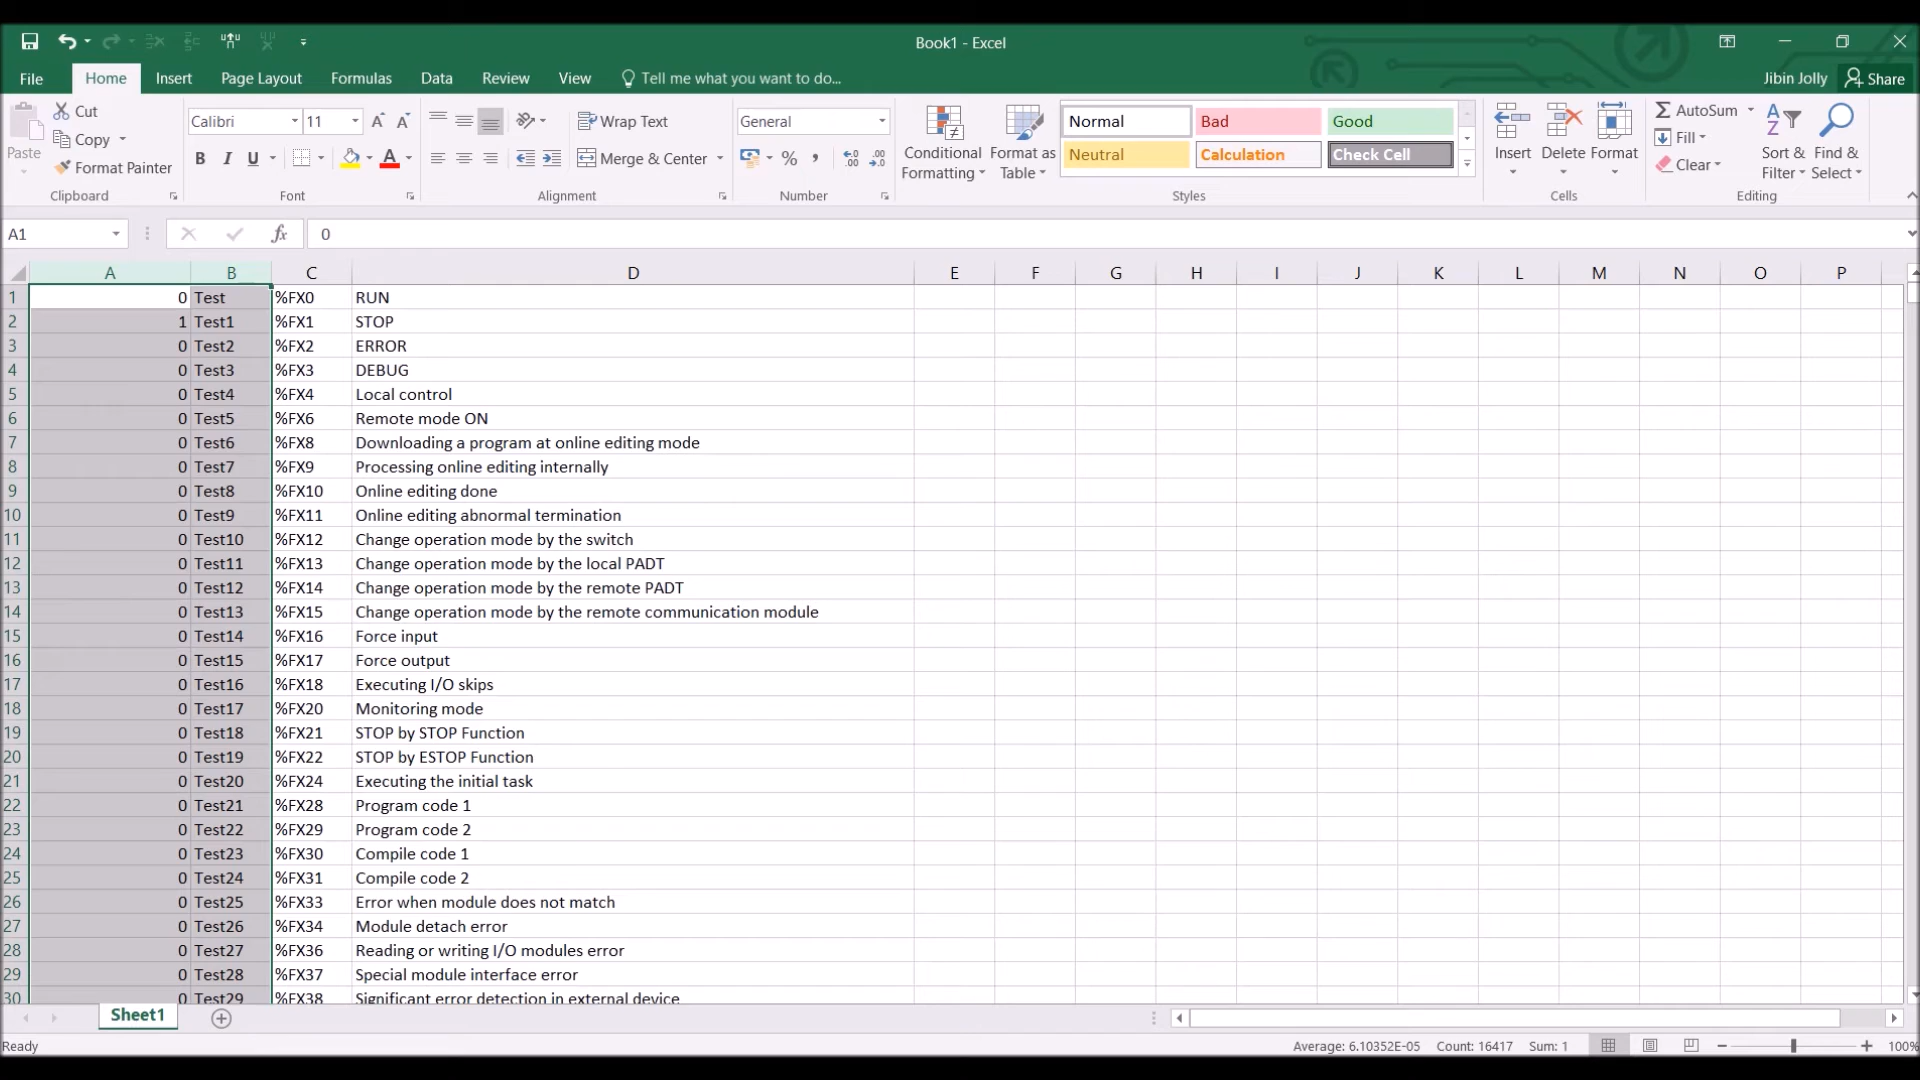 Book1 - Excel
File Home Insert Page Layout Formulas Data Review View Tell me what you want to do... Jibin Jolly Share
Paste Cut Copy Format Painter Clipboard
Calibri 11 B I U A Font
Wrap Text Merge & Center Alignment
General % , Number
Conditional Formatting Format as Table Normal Bad Good Neutral Calculation Check Cell Styles
Insert Delete Format Cells
AutoSum Fill Clear Sort & Filter Find & Select Editing
A1 fx 0
A B C D E F G H I J K L M N O P
1 0 Test %FX0 RUN
2 1 Test1 %FX1 STOP
3 0 Test2 %FX2 ERROR
4 0 Test3 %FX3 DEBUG
5 0 Test4 %FX4 Local control
6 0 Test5 %FX6 Remote mode ON
7 0 Test6 %FX8 Downloading a program at online editing mode
8 0 Test7 %FX9 Processing online editing internally
9 0 Test8 %FX10 Online editing done
10 0 Test9 %FX11 Online editing abnormal termination
11 0 Test10 %FX12 Change operation mode by the switch
12 0 Test11 %FX13 Change operation mode by the local PADT
13 0 Test12 %FX14 Change operation mode by the remote PADT
14 0 Test13 %FX15 Change operation mode by the remote communication module
15 0 Test14 %FX16 Force input
16 0 Test15 %FX17 Force output
17 0 Test16 %FX18 Executing I/O skips
18 0 Test17 %FX20 Monitoring mode
19 0 Test18 %FX21 STOP by STOP Function
20 0 Test19 %FX22 STOP by ESTOP Function
21 0 Test20 %FX24 Executing the initial task
22 0 Test21 %FX28 Program code 1
23 0 Test22 %FX29 Program code 2
24 0 Test23 %FX30 Compile code 1
25 0 Test24 %FX31 Compile code 2
26 0 Test25 %FX33 Error when module does not match
27 0 Test26 %FX34 Module detach error
28 0 Test27 %FX36 Reading or writing I/O modules error
29 0 Test28 %FX37 Special module interface error
30 0 Test29 %FX38 Significant error detection in external device
Sheet1
Ready Average: 6.10352E-05 Count: 16417 Sum: 1 100%